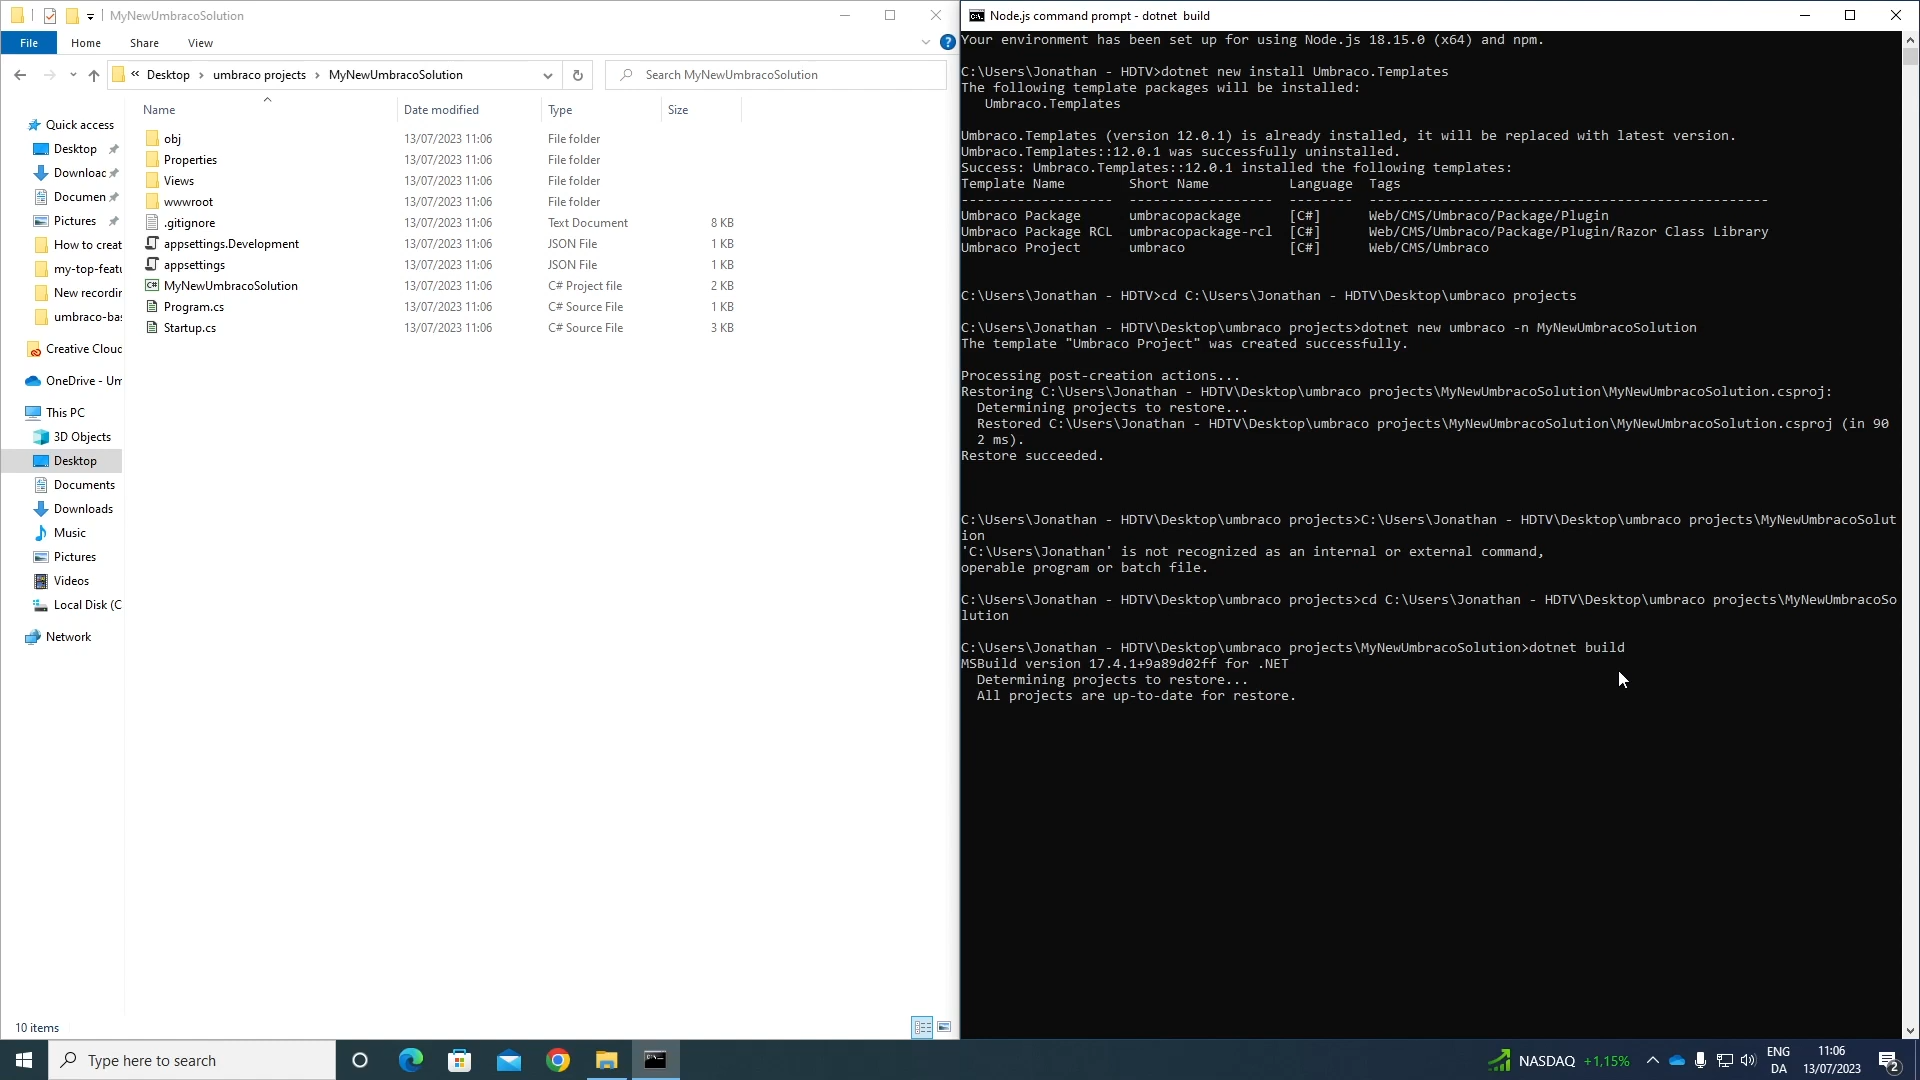 MyNewUmbracoSolution
File
Home
Share
View
?
«
Desktop
umbraco projects
MyNewUmbracoSolution
Search MyNewUmbracoSolution
Name
Date modified
Type
Size
Quick access
Desktop
Downloac
Documen
Pictures
How to creat
my-top-featu
New recordin
umbraco-bas
Creative Cloud
OneDrive - Um
This PC
3D Objects
Desktop
Documents
Downloads
Music
Pictures
Videos
Local Disk (C
Network
obj 13/07/2023 11:06 File folder
Properties 13/07/2023 11:06 File folder
Views 13/07/2023 11:06 File folder
wwwroot 13/07/2023 11:06 File folder
.gitignore 13/07/2023 11:06 Text Document 8 KB
appsettings.Development 13/07/2023 11:06 JSON File 1 KB
appsettings 13/07/2023 11:06 JSON File 1 KB
MyNewUmbracoSolution 13/07/2023 11:06 C# Project file 2 KB
Program.cs 13/07/2023 11:06 C# Source File 1 KB
Startup.cs 13/07/2023 11:06 C# Source File 3 KB
10 items
Node.js command prompt - dotnet build
Your environment has been set up for using Node.js 18.15.0 (x64) and npm.
C:\Users\Jonathan - HDTV>dotnet new install Umbraco.Templates
The following template packages will be installed:
Umbraco.Templates
Umbraco.Templates (version 12.0.1) is already installed, it will be replaced with latest version.
Umbraco.Templates::12.0.1 was successfully uninstalled.
Success: Umbraco.Templates::12.0.1 installed the following templates:
Template Name Short Name Language Tags
-------------------  ------------------  --------  --------------------------------------------------
Umbraco Package umbracopackage [C#] Web/CMS/Umbraco/Package/Plugin
Umbraco Package RCL umbracopackage-rcl [C#] Web/CMS/Umbraco/Package/Plugin/Razor Class Library
Umbraco Project umbraco [C#] Web/CMS/Umbraco
C:\Users\Jonathan - HDTV>cd C:\Users\Jonathan - HDTV\Desktop\umbraco projects
C:\Users\Jonathan - HDTV\Desktop\umbraco projects>dotnet new umbraco -n MyNewUmbracoSolution
The template "Umbraco Project" was created successfully.
Processing post-creation actions...
Restoring C:\Users\Jonathan - HDTV\Desktop\umbraco projects\MyNewUmbracoSolution\MyNewUmbracoSolution.csproj:
Determining projects to restore...
Restored C:\Users\Jonathan - HDTV\Desktop\umbraco projects\MyNewUmbracoSolution\MyNewUmbracoSolution.csproj (in 90
2 ms).
Restore succeeded.
C:\Users\Jonathan - HDTV\Desktop\umbraco projects>C:\Users\Jonathan - HDTV\Desktop\umbraco projects\MyNewUmbracoSolut
ion
'C:\Users\Jonathan' is not recognized as an internal or external command,
operable program or batch file.
C:\Users\Jonathan - HDTV\Desktop\umbraco projects>cd C:\Users\Jonathan - HDTV\Desktop\umbraco projects\MyNewUmbracoSo
lution
C:\Users\Jonathan - HDTV\Desktop\umbraco projects\MyNewUmbracoSolution>dotnet build
MSBuild version 17.4.1+9a89d02ff for .NET
Determining projects to restore...
All projects are up-to-date for restore.
Type here to search
NASDAQ +1,15%
ENG
DA
11:06
13/07/2023
2